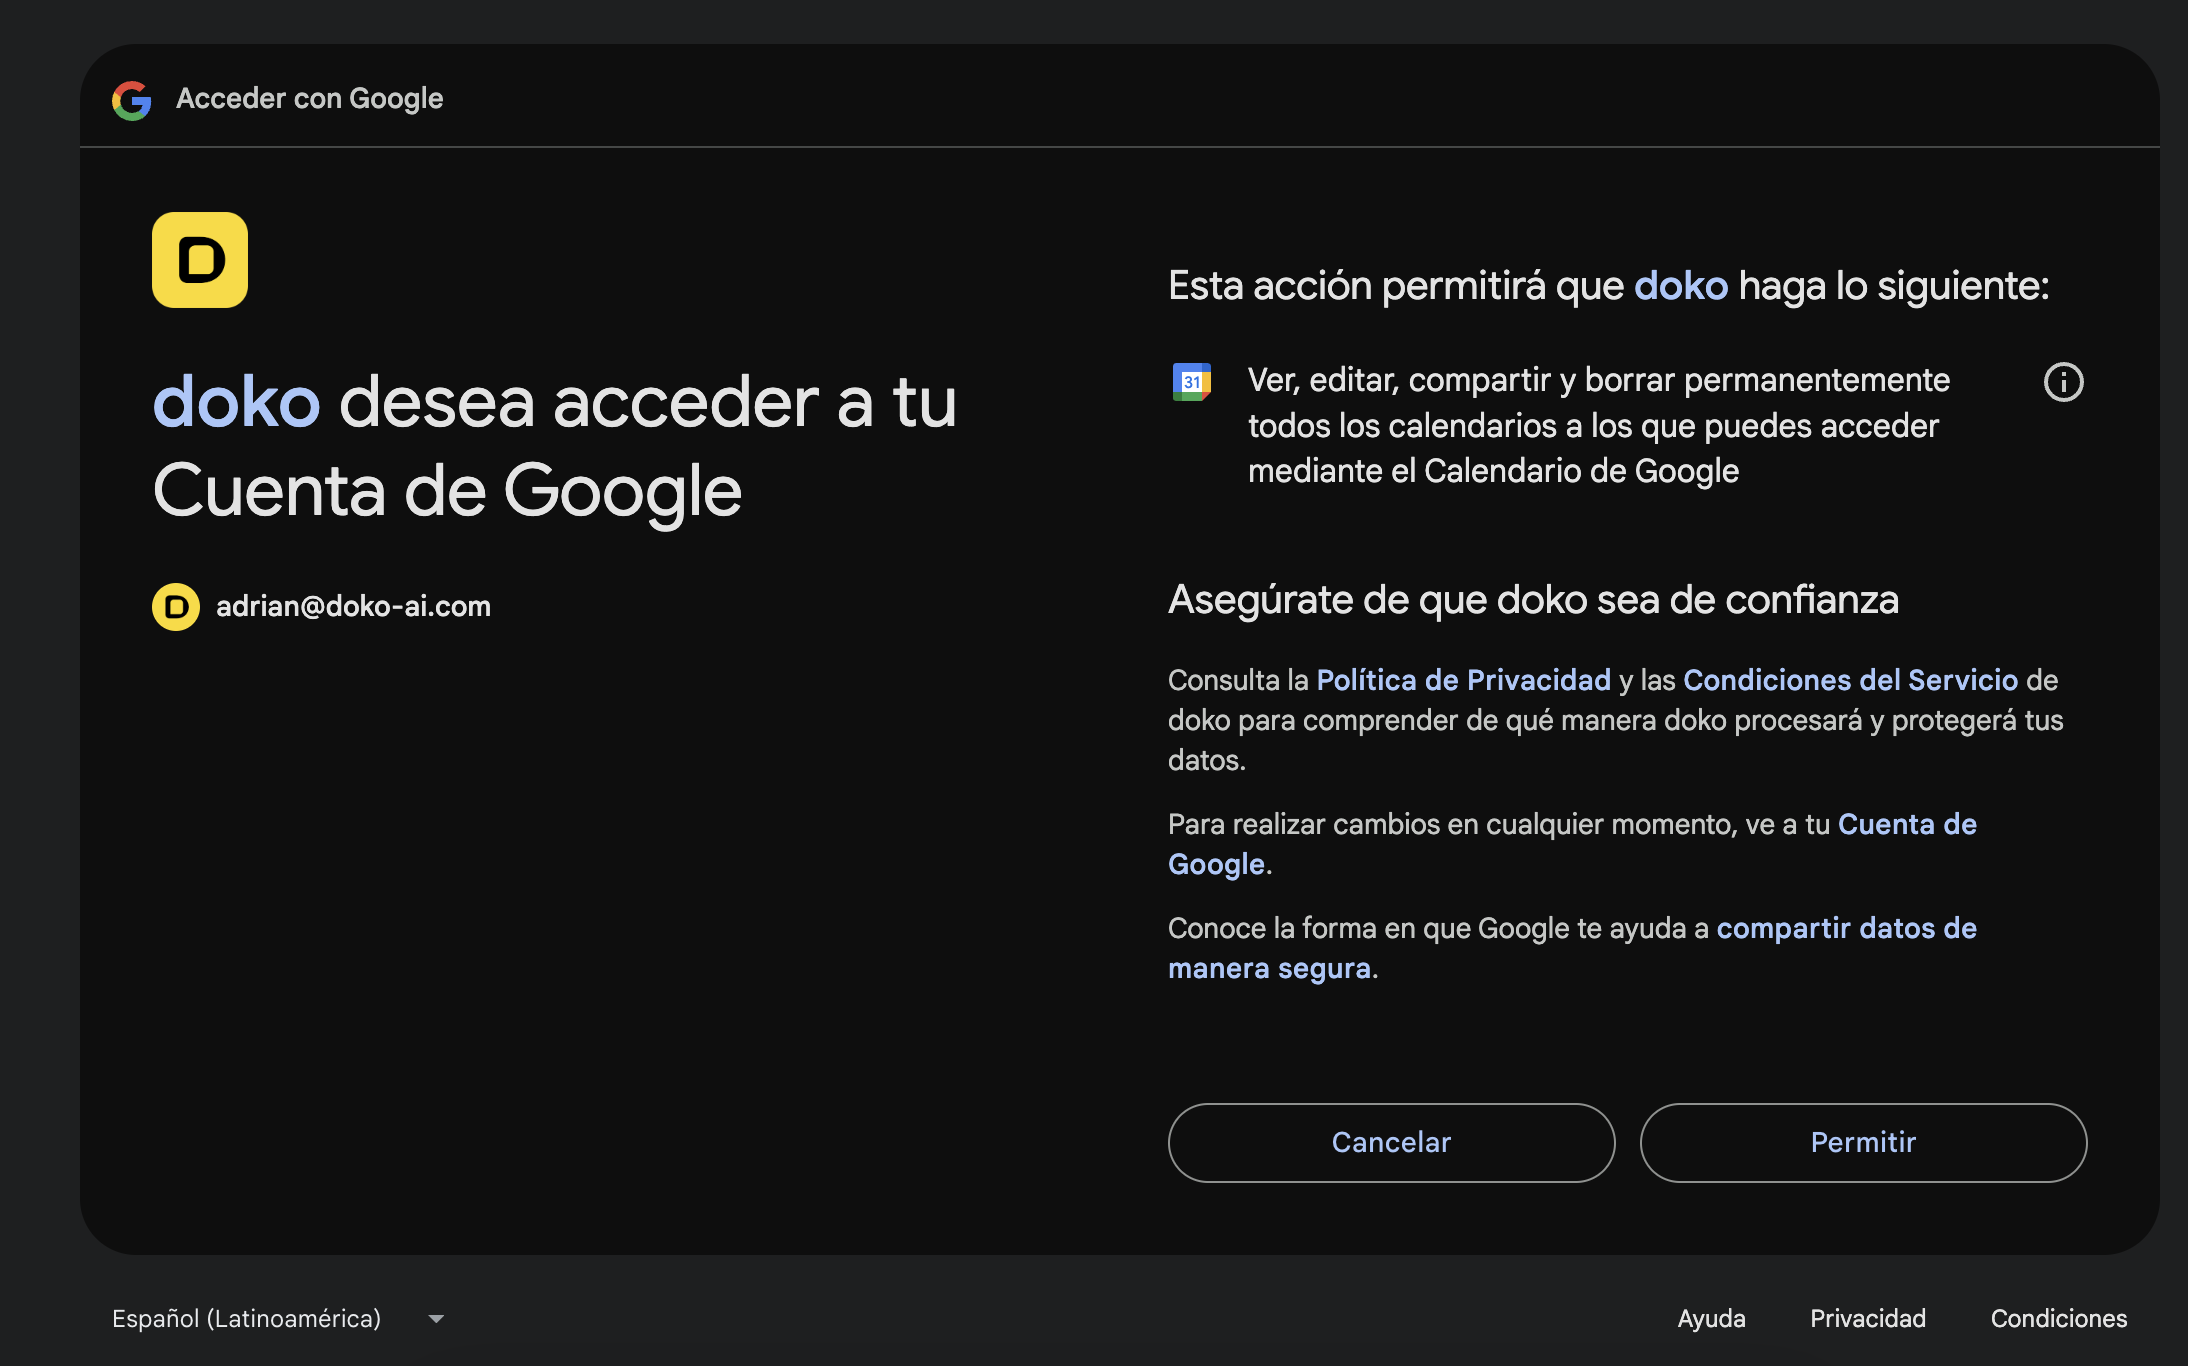 Acceder con Google
D
doko desea acceder a tu
Cuenta de Google
D adrian@doko-ai.com
Esta acción permitirá que doko haga lo siguiente:
31
Ver, editar, compartir y borrar permanentemente
todos los calendarios a los que puedes acceder
mediante el Calendario de Google
Asegúrate de que doko sea de confianza
Consulta la Política de Privacidad y las Condiciones del Servicio de
doko para comprender de qué manera doko procesará y protegerá tus
datos.
Para realizar cambios en cualquier momento, ve a tu Cuenta de
Google.
Conoce la forma en que Google te ayuda a compartir datos de
manera segura.
Cancelar Permitir
Español (Latinoamérica) Ayuda Privacidad Condiciones